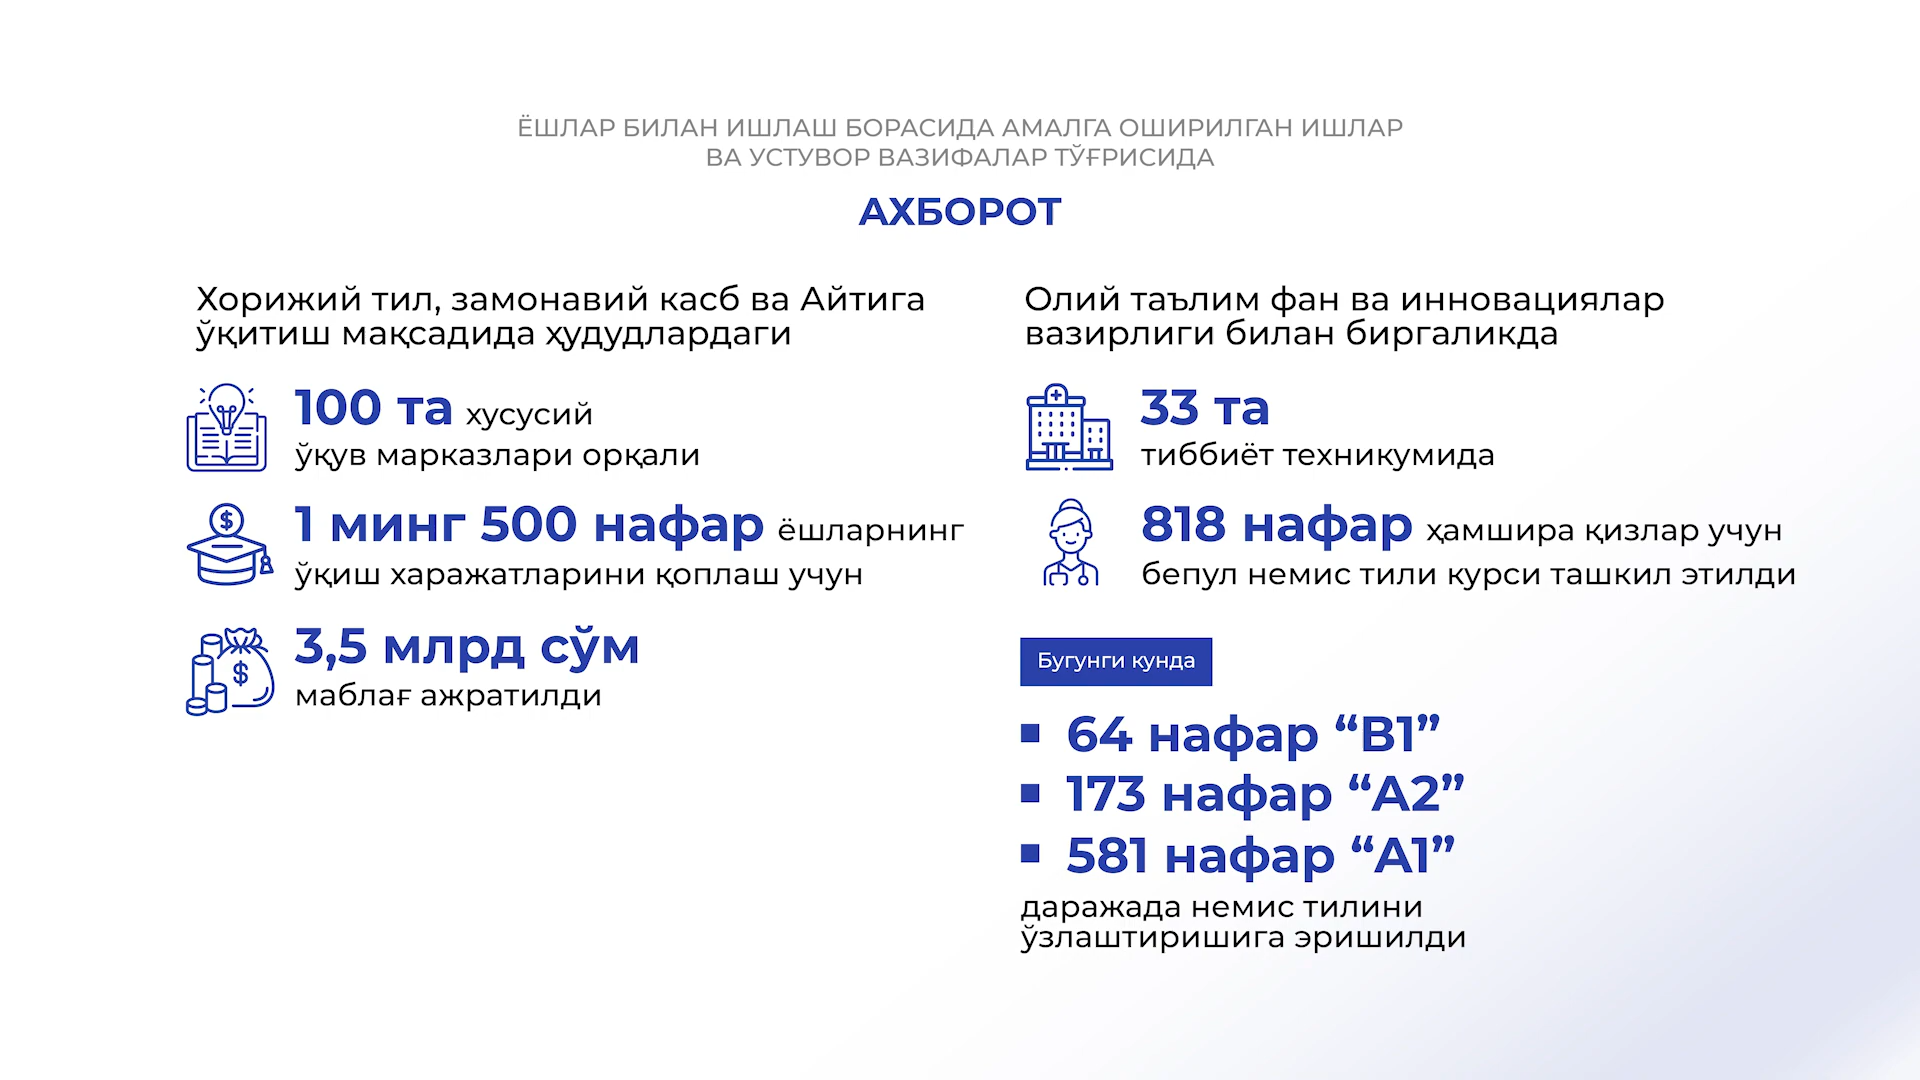 ЁШЛАР БИЛАН ИШЛАШ БОРАСИДА АМАЛГА ОШИРИЛГАН ИШЛАР
ВА УСТУВОР ВАЗИФАЛАР ТЎҒРИСИДА
АХБОРОТ
Хорижий тил, замонавий касб ва Айтига
ўқитиш мақсадида ҳудудлардаги
100 та хусусий
ўқув марказлари орқали
1 минг 500 нафар ёшларнинг
ўқиш харажатларини қоплаш учун
3,5 млрд сўм
маблағ ажратилди
Олий таълим фан ва инновациялар
вазирлиги билан биргаликда
33 та
тиббиёт техникумида
818 нафар ҳамшира қизлар учун
бепул немис тили курси ташкил этилди
Бугунги кунда
64 нафар “B1”
173 нафар “A2”
581 нафар “A1”
даражада немис тилини
ўзлаштиришига эришилди